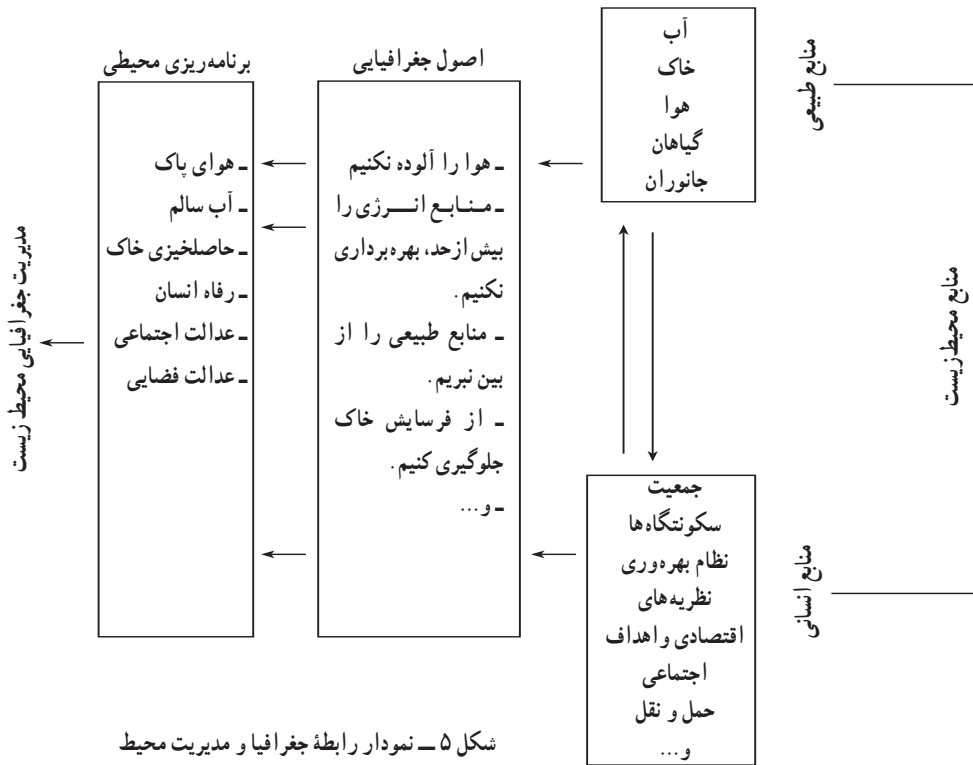 منابع محیط زیست
منابع طبیعی
آب
خاک
هوا
گیاهان
جانوران
منابع انسانی
جمعیت
سکونتگاه‌ها
نظام بهره‌وری
نظریه‌های
اقتصادی و اهداف
اجتماعی
حمل و نقل
و...
اصول جغرافیایی
ـ هوا را آلوده نکنیم
ـ منابع انرژی را
بیش از حد، بهره‌برداری
نکنیم.
ـ منابع طبیعی را از
بین نبریم.
ـ از فرسایش خاک
جلوگیری کنیم.
ـ و...
برنامه‌ریزی محیطی
ـ هوای پاک
ـ آب سالم
ـ حاصلخیزی خاک
ـ رفاه انسان
ـ عدالت اجتماعی
ـ عدالت فضایی
مدیریت جغرافیایی محیط زیست
شکل ۵ ــ نمودار رابطهٔ جغرافیا و مدیریت محیط